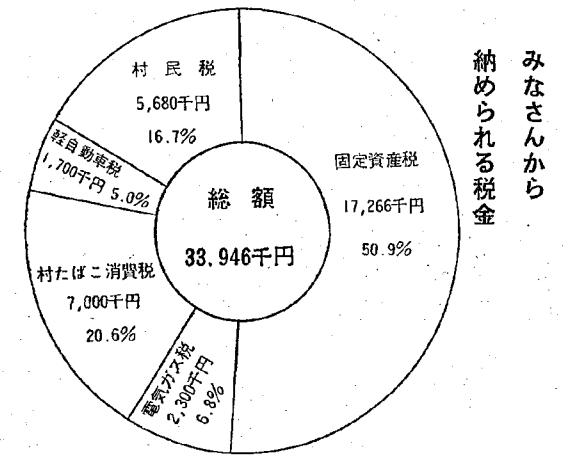 みなさんから
納められる税金
総額
33.946千円
固定資産税
17,266千円
50.9%
電気ガス税
2,300千円
6.8%
村たばこ消費税
7,000千円
20.6%
軽自動車税
1,700千円 5.0%
村民税
5,680千円
16.7%